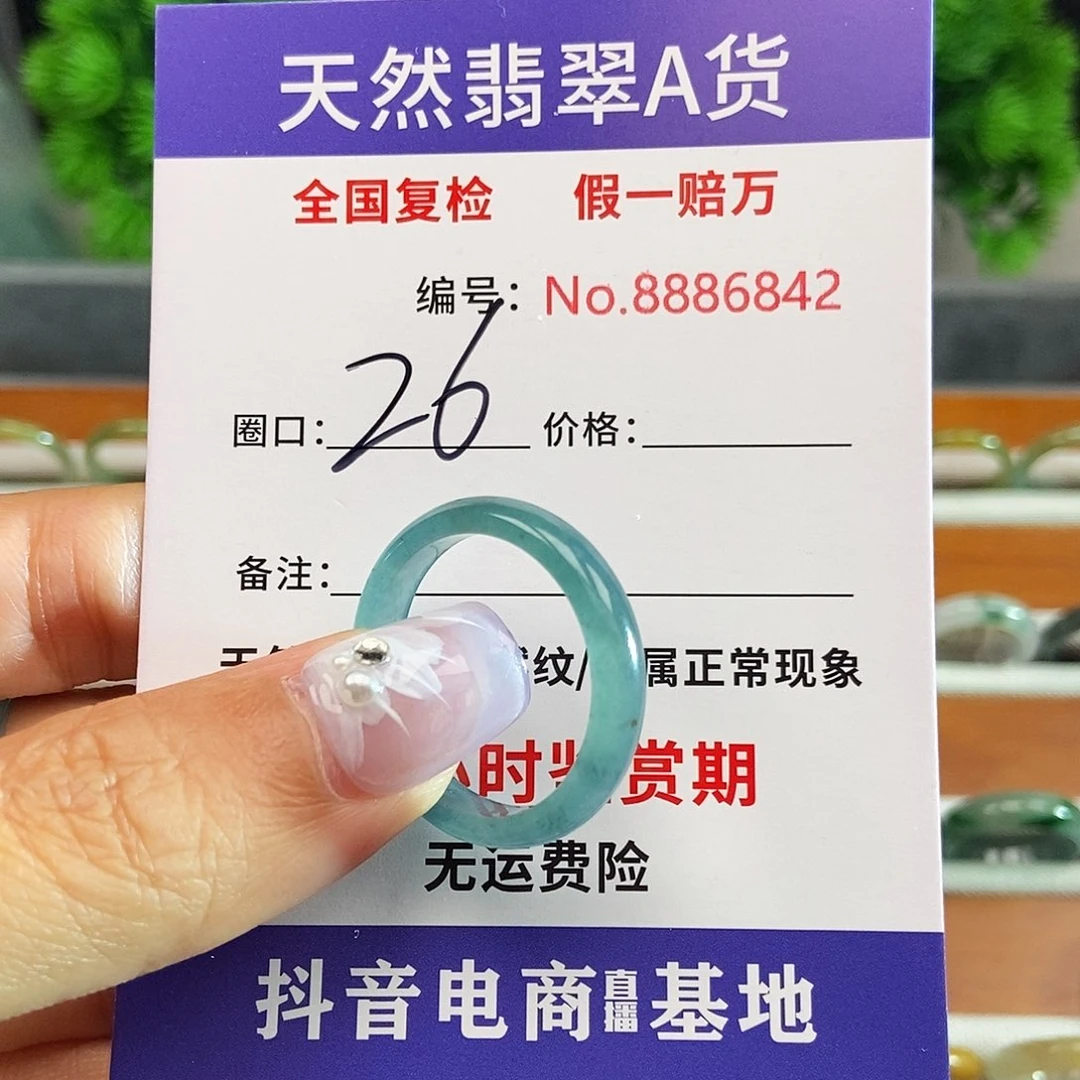 天然翡翠A货
全国复检 假一赔万
编号：No.8886842
圈口：26 价格：
备注：
纹/ 属正常现象
时 赏期
无运费险
抖音电商直播基地